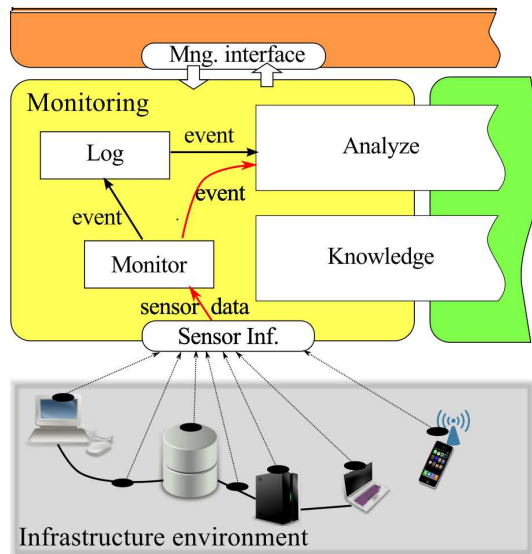 Mng. interface
Monitoring
event
Log
Analyze
event
event
Monitor
Knowledge
sensor data
Sensor Inf.
Infrastructure environment